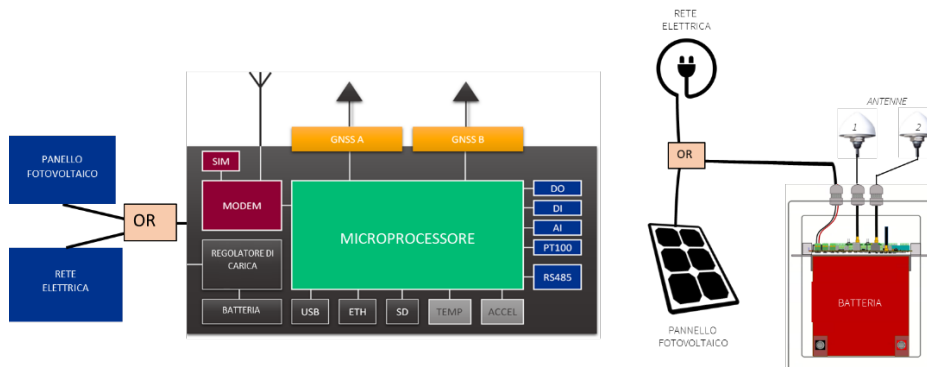 PANELLO
FOTOVOLTAICO
OR
RETE
ELETTRICA
GNSS A
GNSS B
SIM
MODEM
MICROPROCESSORE
REGOLATORE DI
CARICA
BATTERIA
DO
DI
AI
PT100
RS485
USB
ETH
SD
TEMP
ACCEL
RETE
ELETTRICA
OR
PANNELLO
FOTOVOLTAICO
ANTENNE
1
2
BATTERIA